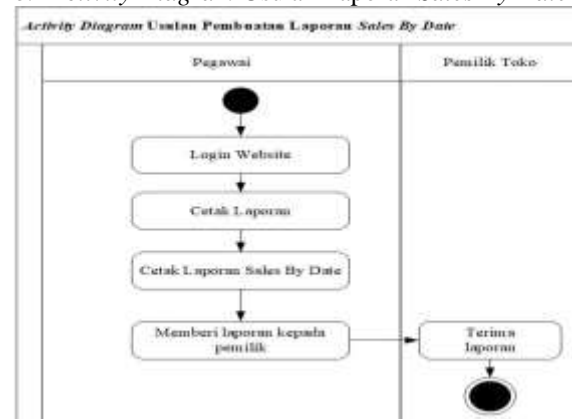 Activity Diagram Usulan Pembuatan Laporan Sales By Date
Pegawai
Pemilik Toko
Login Website
Cetak Laporan
Cetak Laporan Sales By Date
Memberi laporan kepada
pemilik
Terima
laporan